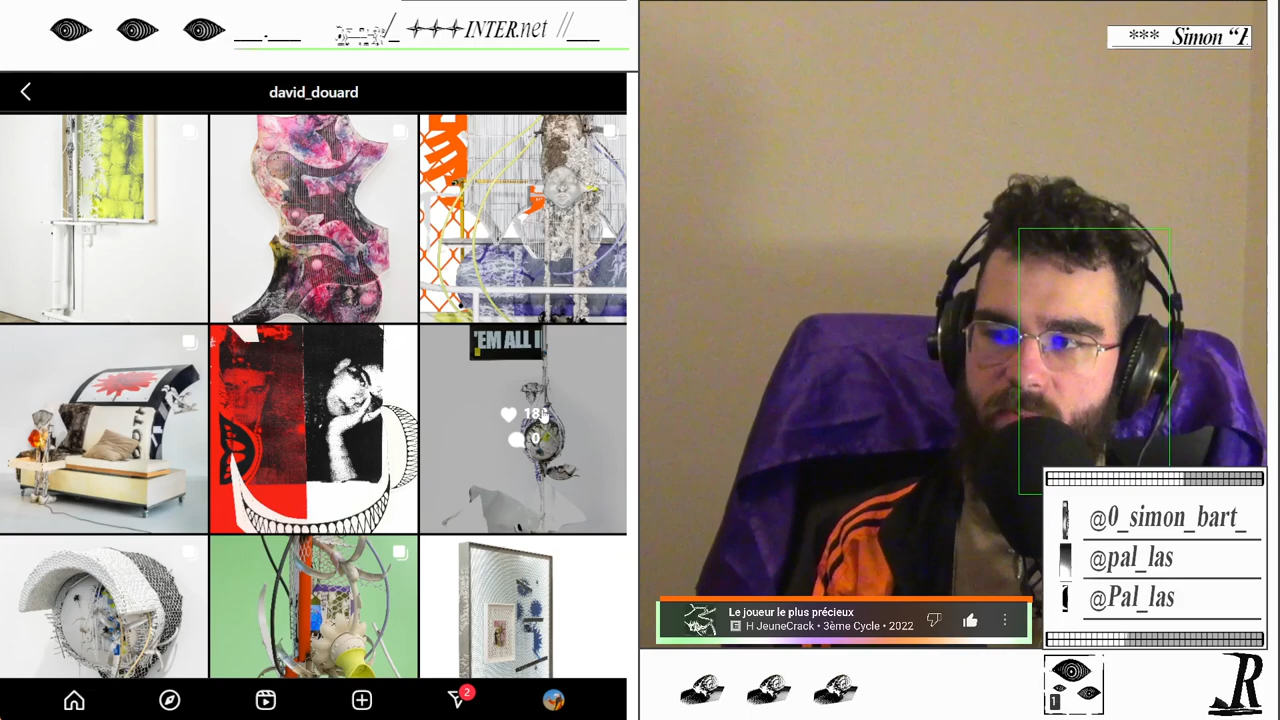 INTER.net //
*** Simon "
david_douard
'EM ALL I
18
0
@0_simon_bart_
@pal_las
@Pal_las
Le joueur le plus précieux
E H JeuneCrack • 3ème Cycle • 2022
2
1
R